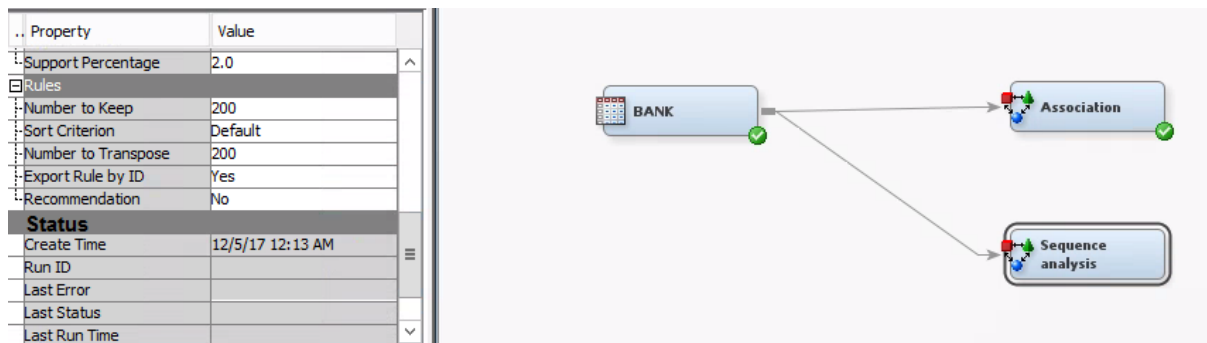 .. Property Value
Support Percentage 2.0
Rules
Number to Keep 200
Sort Criterion Default
Number to Transpose 200
Export Rule by ID Yes
Recommendation No
Status
Create Time 12/5/17 12:13 AM
Run ID
Last Error
Last Status
Last Run Time
BANK
Association
Sequence
analysis